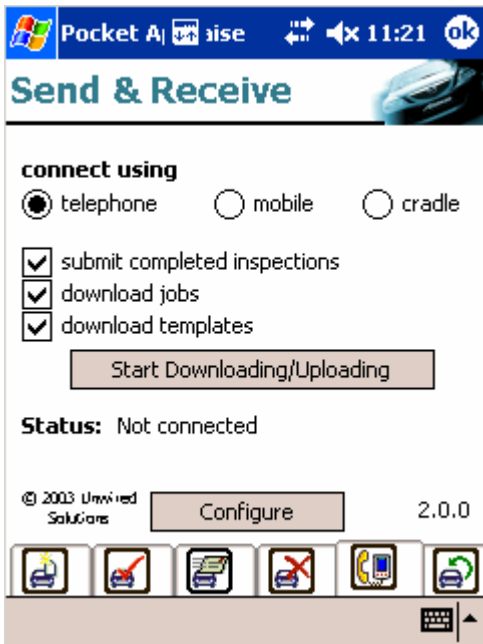 Pocket A aise 11:21 ok
Send & Receive
connect using
telephone mobile cradle
submit completed inspections
download jobs
download templates
Start Downloading/Uploading
Status: Not connected
© 2003 Unwired
Solutions
Configure
2.0.0